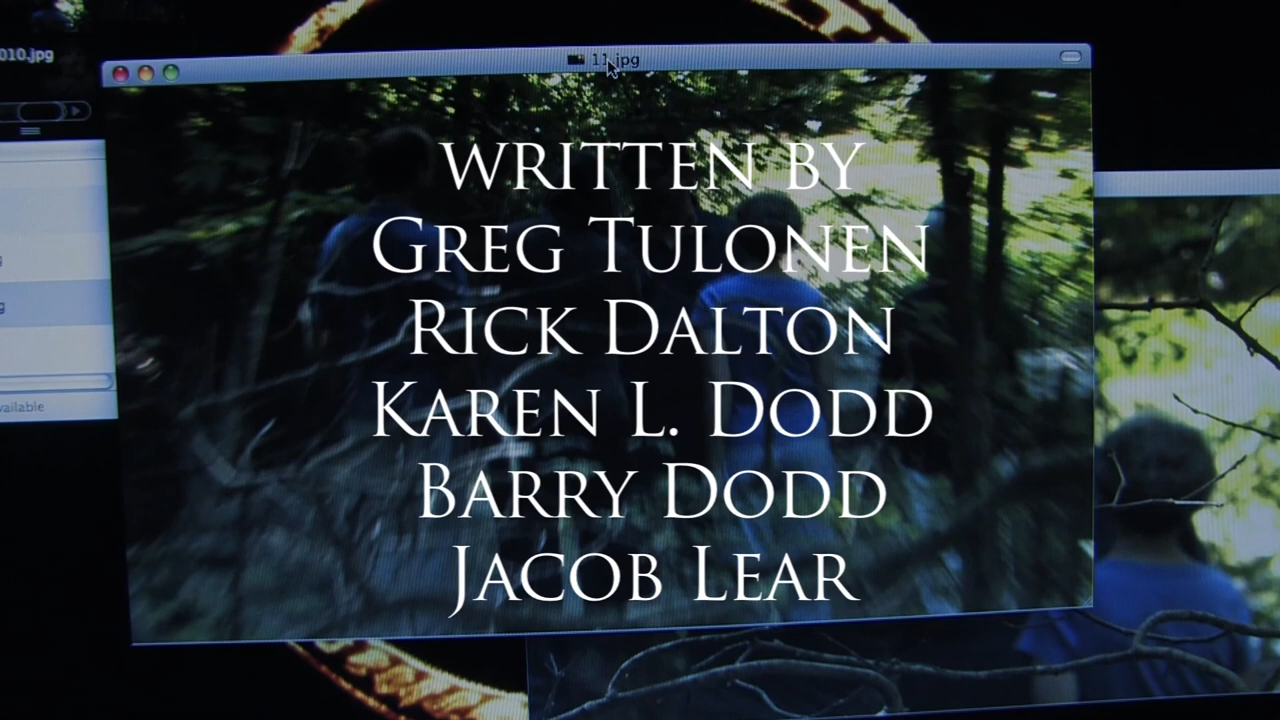 010.jpg
11.jpg
WRITTEN BY
GREG TULONEN
RICK DALTON
KAREN L. DODD
BARRY DODD
JACOB LEAR
g
g
vailable